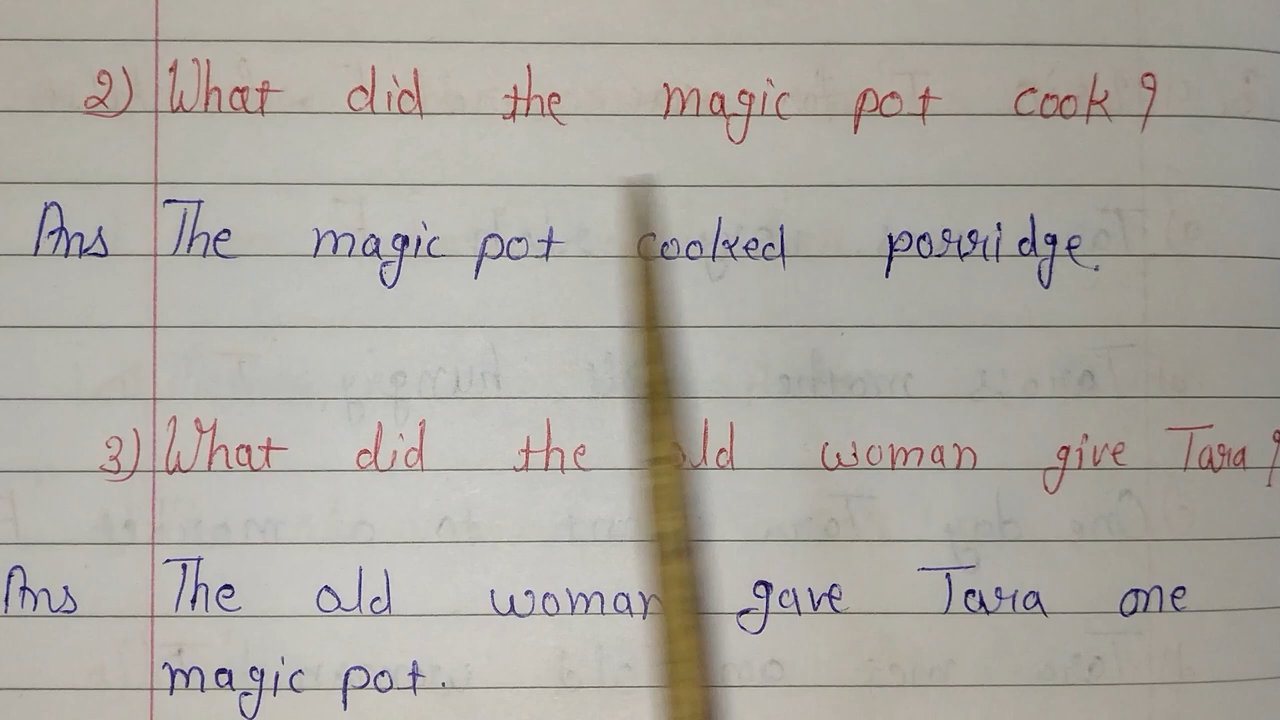 2) What did the magic pot cook?
Ans The magic pot cooked porridge.
3) What did the old woman give Tara?
Ans The old woman gave Tara one
magic pot.